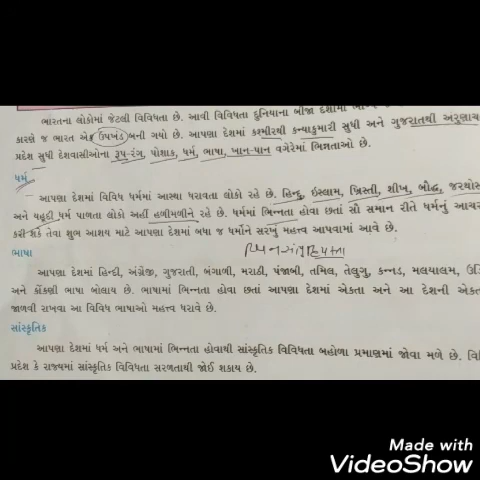 ભારતના લોકોમાં જેટલી વિવિધતા છે. આવી વિવિધતા દુનિયાના બીજા દેશોમાં
કારણે જ ભારત એક ઉપખંડ બની ગયો છે. આપણા દેશમાં કશ્મીરથી કન્યાકુમારી સુધી અને ગુજરાતથી અરુણાચ
પ્રદેશ સુધી દેશવાસીઓના રૂપ-રંગ, પોશાક, ધર્મ, ભાષા, ખાન-પાન વગેરેમાં ભિન્નતાઓ છે.
ધર્મ
આપણા દેશમાં વિવિધ ધર્મમાં આસ્થા ધરાવતા લોકો રહે છે. હિન્દુ, ઇસ્લામ, ખ્રિસ્તી, શીખ, બૌદ્ધ, જરથોસ
અને યહૂદી ધર્મ પાળતા લોકો અહીં હળીમળીને રહે છે. ધર્મમાં ભિન્નતા હોવા છતાં સૌ સમાન રીતે ધર્મનું આચર
કરી શકે તેવા શુભ આશય માટે આપણા દેશમાં બધા જ ધર્મોને સરખું મહત્ત્વ આપવામાં આવે છે.
ભાષા
આપણા દેશમાં હિન્દી, અંગ્રેજી, ગુજરાતી, બંગાળી, મરાઠી, પંજાબી, તમિલ, તેલુગુ, કન્નડ, મલયાલમ, ઉડિ
અને કોંકણી ભાષા બોલાય છે. ભાષામાં ભિન્નતા હોવા છતાં આપણા દેશમાં એકતા અને આ દેશની એકત
જાળવી રાખવા આ વિવિધ ભાષાઓ મહત્ત્વ ધરાવે છે.
સાંસ્કૃતિક
આપણા દેશમાં ધર્મ અને ભાષામાં ભિન્નતા હોવાથી સાંસ્કૃતિક વિવિધતા બહોળા પ્રમાણમાં જોવા મળે છે. વિ
પ્રદેશ કે રાજ્યમાં સાંસ્કૃતિક વિવિધતા સરળતાથી જોઈ શકાય છે.
Made with
VideoShow